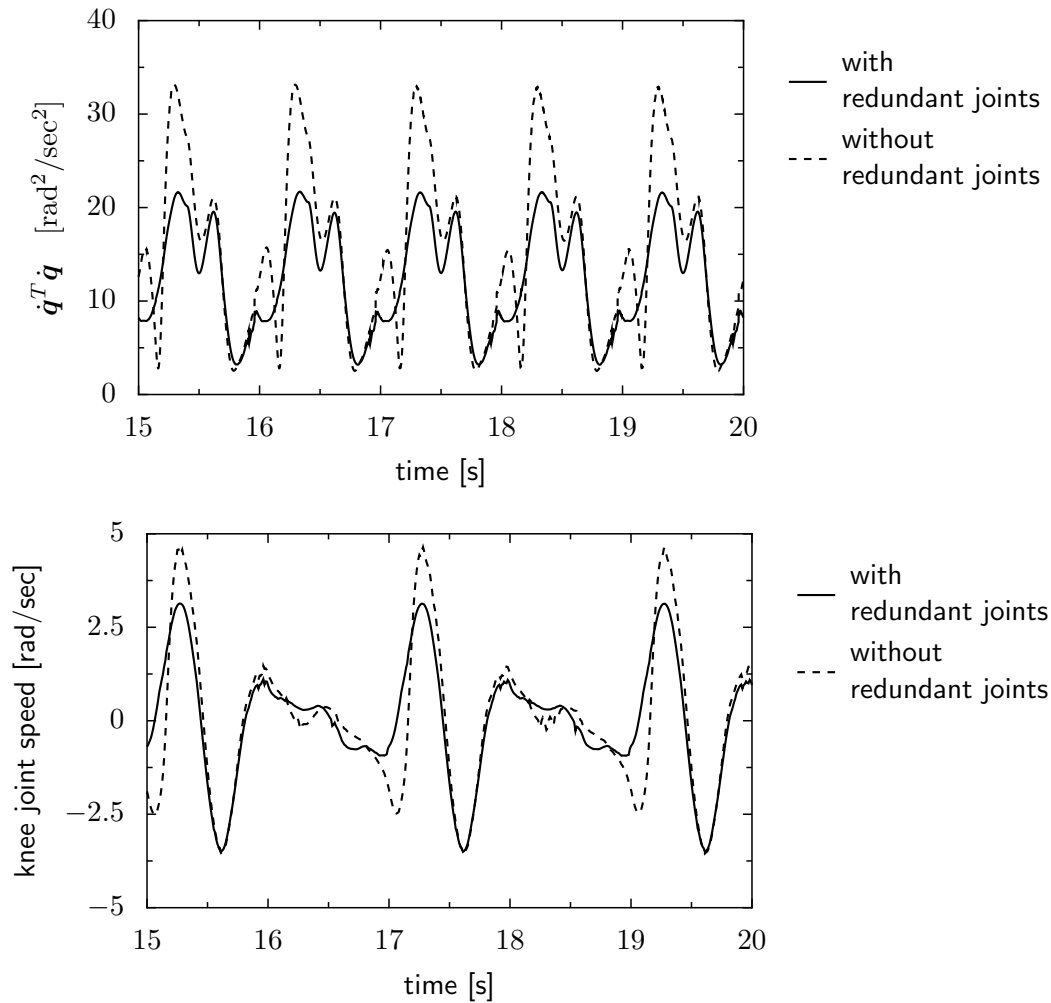 40
30
20
10
0
q̇ᵀ q̇ [rad²/sec²]
15 16 17 18 19 20
time [s]
with
redundant joints
without
redundant joints
5
2.5
0
−2.5
−5
knee joint speed [rad/sec]
15 16 17 18 19 20
time [s]
with
redundant joints
without
redundant joints